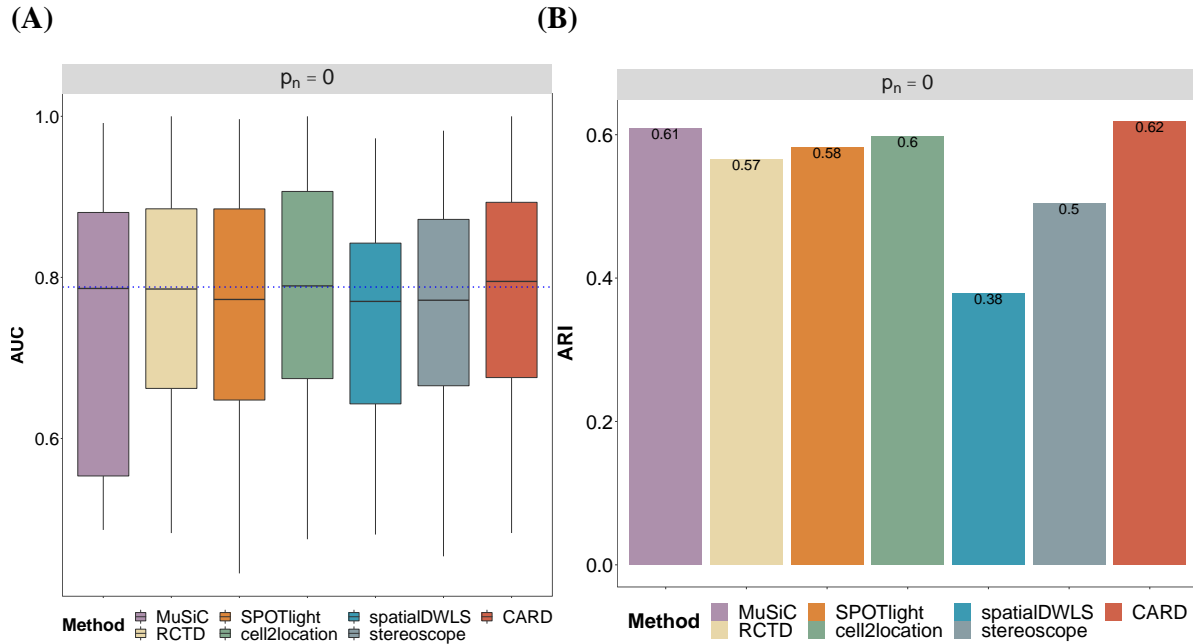 (A)
(B)
pₙ = 0
AUC
1.0
0.8
0.6
Method
MuSiC
SPOTlight
spatialDWLS
CARD
RCTD
cell2location
stereoscope
pₙ = 0
ARI
0.6
0.4
0.2
0.0
0.61
0.57
0.58
0.6
0.38
0.5
0.62
Method
MuSiC
SPOTlight
spatialDWLS
CARD
RCTD
cell2location
stereoscope